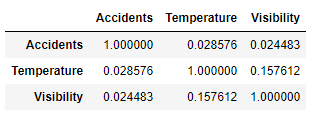 Accidents Temperature Visibility
Accidents 1.000000 0.028576 0.024483
Temperature 0.028576 1.000000 0.157612
Visibility 0.024483 0.157612 1.000000